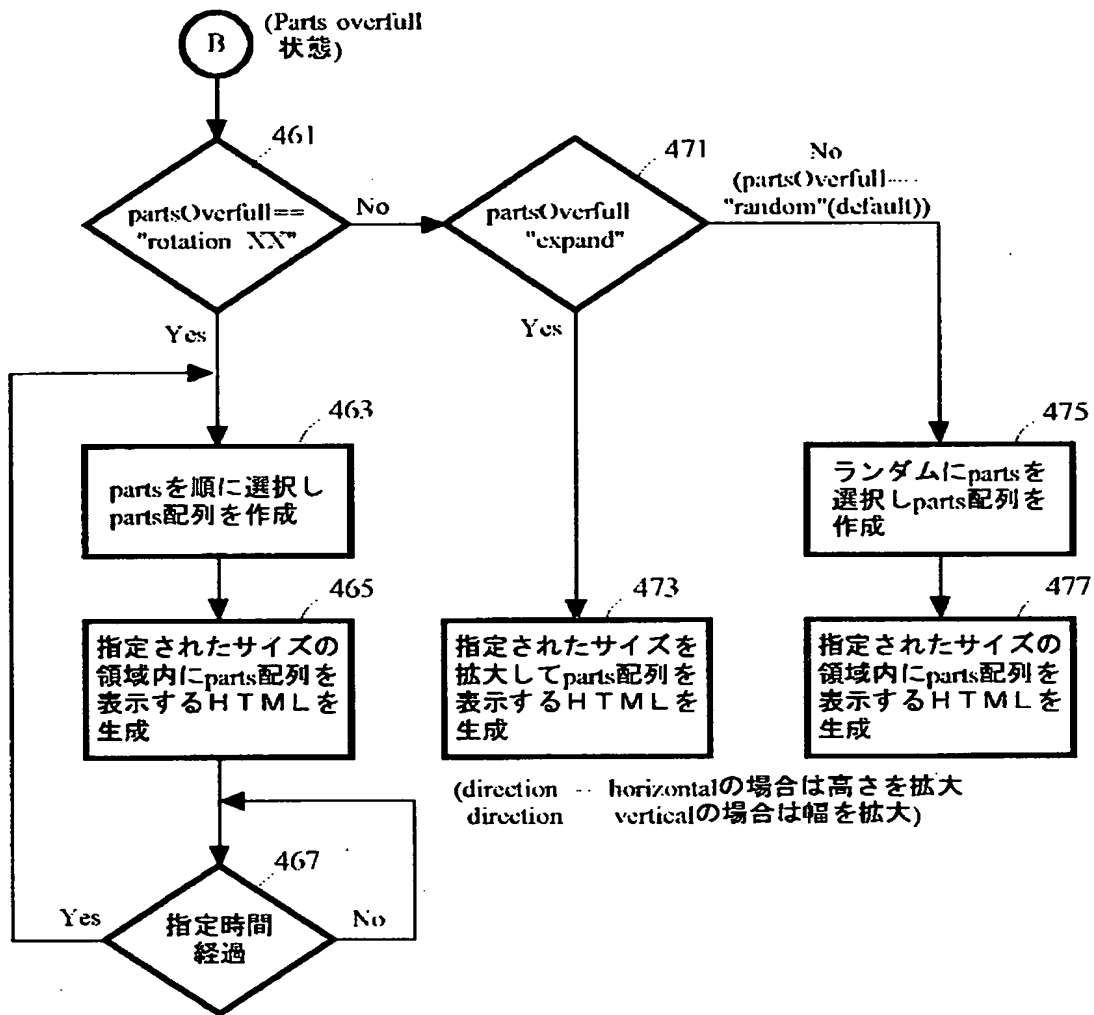 B
(Parts overfull
状態)
461
partsOverfull==
"rotation XX"
No
471
partsOverfull
"expand"
No
(partsOverfull
"random"(default))
Yes
Yes
463
partsを順に選択し
parts配列を作成
475
ランダムにpartsを
選択しparts配列を
作成
465
指定されたサイズの
領域内にparts配列を
表示するHTMLを
生成
473
指定されたサイズを
拡大してparts配列を
表示するHTMLを
生成
477
指定されたサイズの
領域内にparts配列を
表示するHTMLを
生成
(direction horizontalの場合は高さを拡大
direction verticalの場合は幅を拡大)
467
指定時間
経過
Yes
No